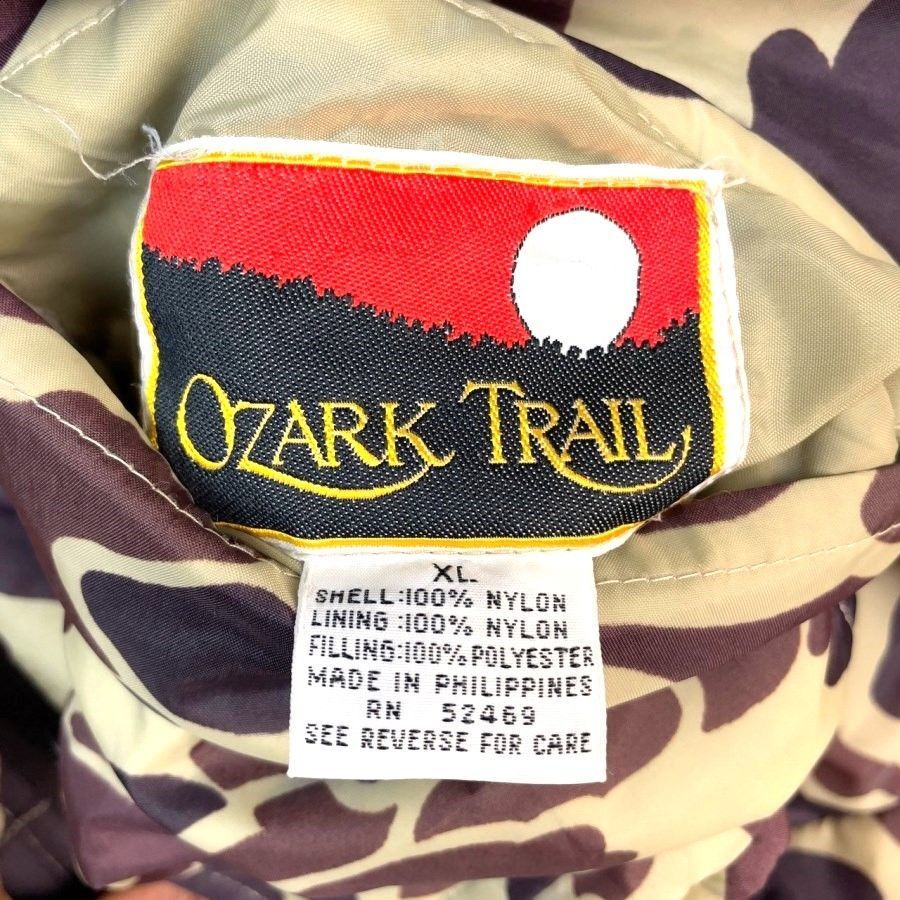 OZARK TRAIL
XL
SHELL:100% NYLON
LINING :100% NYLON
FILLING:100% POLYESTER
MADE IN PHILIPPINES
RN 52469
SEE REVERSE FOR CARE